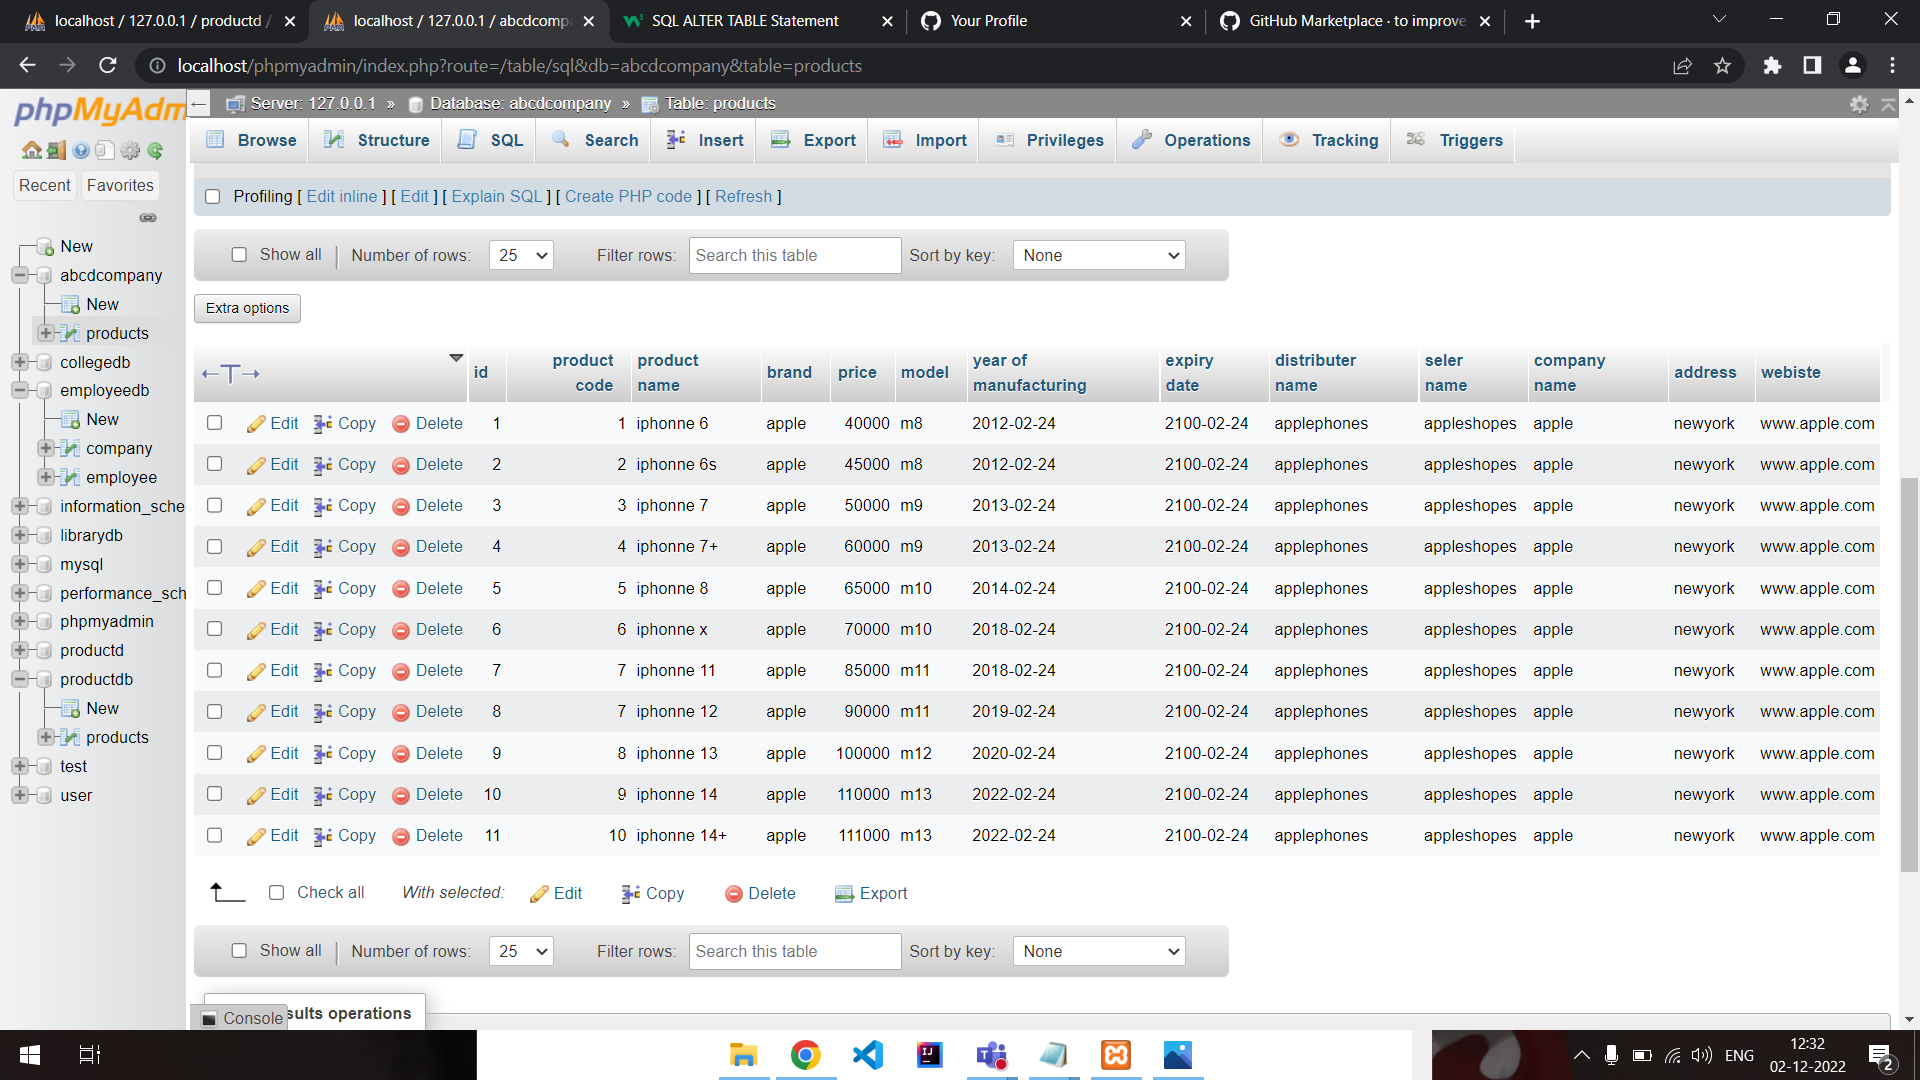 localhost / 127.0.0.1 / productd /
localhost / 127.0.0.1 / abcdcomp
SQL ALTER TABLE Statement
Your Profile
GitHub Marketplace · to improve
localhost/phpmyadmin/index.php?route=/table/sql&db=abcdcompany&table=products
phpMyAdm
Server: 127.0.0.1 » Database: abcdcompany » Table: products
Browse Structure SQL Search Insert Export Import Privileges Operations Tracking Triggers
Recent Favorites
New
abcdcompany
New
products
collegedb
employeedb
New
company
employee
information_sche
librarydb
mysql
performance_sch
phpmyadmin
productd
productdb
New
products
test
user
Profiling [ Edit inline ] [ Edit ] [ Explain SQL ] [ Create PHP code ] [ Refresh ]
Show all Number of rows: 25 Filter rows: Search this table Sort by key: None
Extra options
id product code product name brand price model year of manufacturing expiry date distributer name seler name company name address webiste
Edit Copy Delete 1 1 iphonne 6 apple 40000 m8 2012-02-24 2100-02-24 applephones appleshopes apple newyork www.apple.com
Edit Copy Delete 2 2 iphonne 6s apple 45000 m8 2012-02-24 2100-02-24 applephones appleshopes apple newyork www.apple.com
Edit Copy Delete 3 3 iphonne 7 apple 50000 m9 2013-02-24 2100-02-24 applephones appleshopes apple newyork www.apple.com
Edit Copy Delete 4 4 iphonne 7+ apple 60000 m9 2013-02-24 2100-02-24 applephones appleshopes apple newyork www.apple.com
Edit Copy Delete 5 5 iphonne 8 apple 65000 m10 2014-02-24 2100-02-24 applephones appleshopes apple newyork www.apple.com
Edit Copy Delete 6 6 iphonne x apple 70000 m10 2018-02-24 2100-02-24 applephones appleshopes apple newyork www.apple.com
Edit Copy Delete 7 7 iphonne 11 apple 85000 m11 2018-02-24 2100-02-24 applephones appleshopes apple newyork www.apple.com
Edit Copy Delete 8 7 iphonne 12 apple 90000 m11 2019-02-24 2100-02-24 applephones appleshopes apple newyork www.apple.com
Edit Copy Delete 9 8 iphonne 13 apple 100000 m12 2020-02-24 2100-02-24 applephones appleshopes apple newyork www.apple.com
Edit Copy Delete 10 9 iphonne 14 apple 110000 m13 2022-02-24 2100-02-24 applephones appleshopes apple newyork www.apple.com
Edit Copy Delete 11 10 iphonne 14+ apple 111000 m13 2022-02-24 2100-02-24 applephones appleshopes apple newyork www.apple.com
Check all With selected: Edit Copy Delete Export
Show all Number of rows: 25 Filter rows: Search this table Sort by key: None
sults operations
Console
ENG
12:32
02-12-2022
2